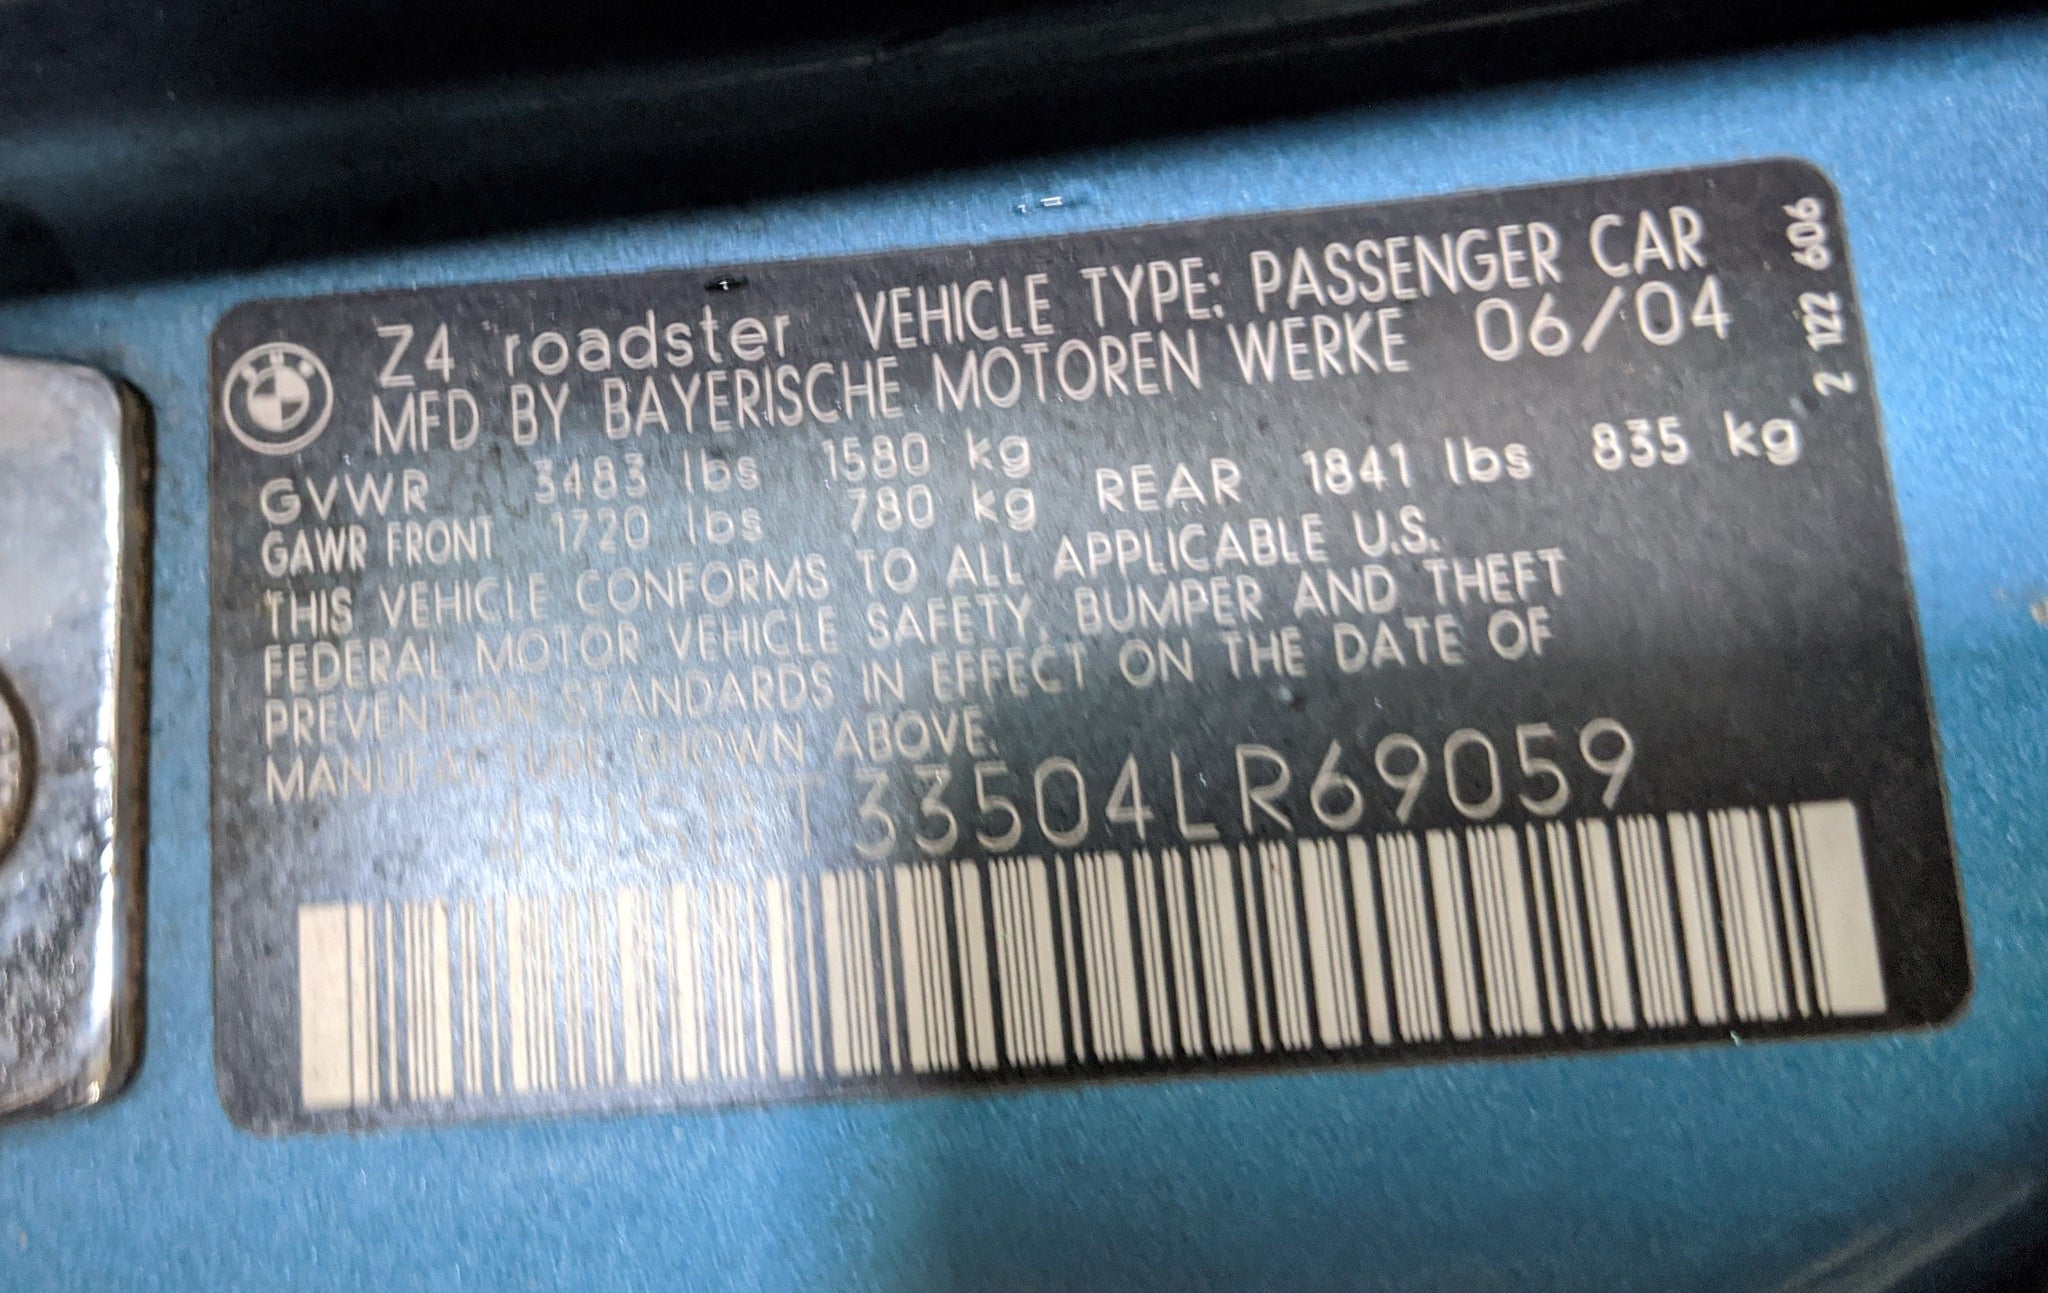 Z4 roadster VEHICLE TYPE: PASSENGER CAR
MFD BY BAYERISCHE MOTOREN WERKE 06/04
GVWR 3483 lbs 1580 kg
GAWR FRONT 1720 lbs 780 kg REAR 1841 lbs 835 kg
THIS VEHICLE CONFORMS TO ALL APPLICABLE U.S.
FEDERAL MOTOR VEHICLE SAFETY, BUMPER AND THEFT
PREVENTION STANDARDS IN EFFECT ON THE DATE OF
MANUFACTURE SHOWN ABOVE.
4USBT33504LR69059
2 122 606